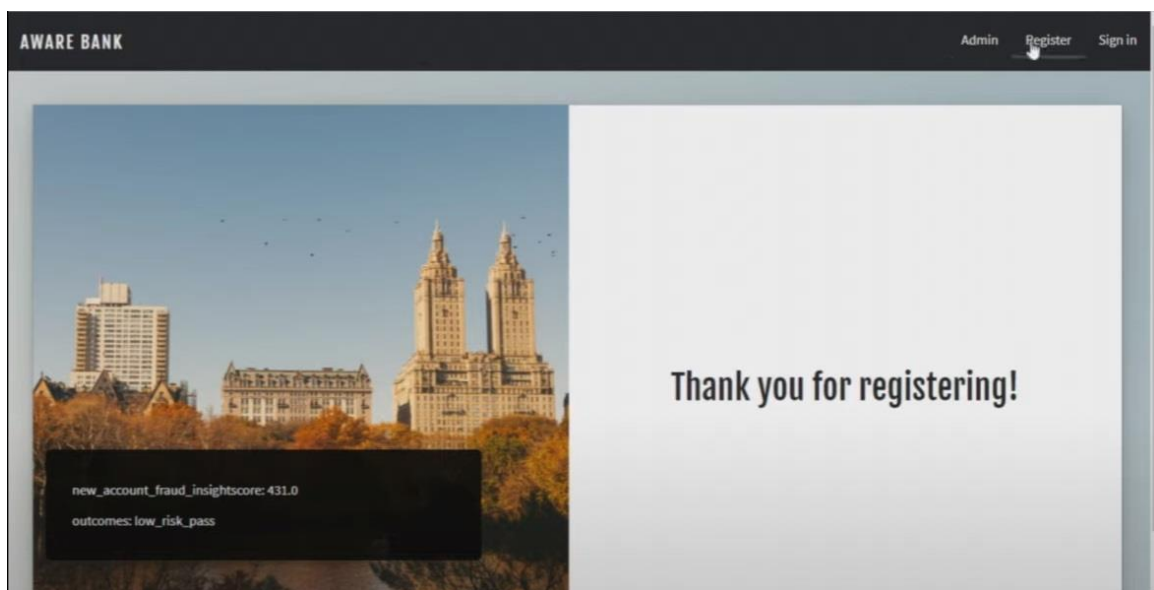 AWARE BANK
Admin Register Sign in
Thank you for registering!
new_account_fraud_insightscore: 431.0
outcomes: low_risk_pass